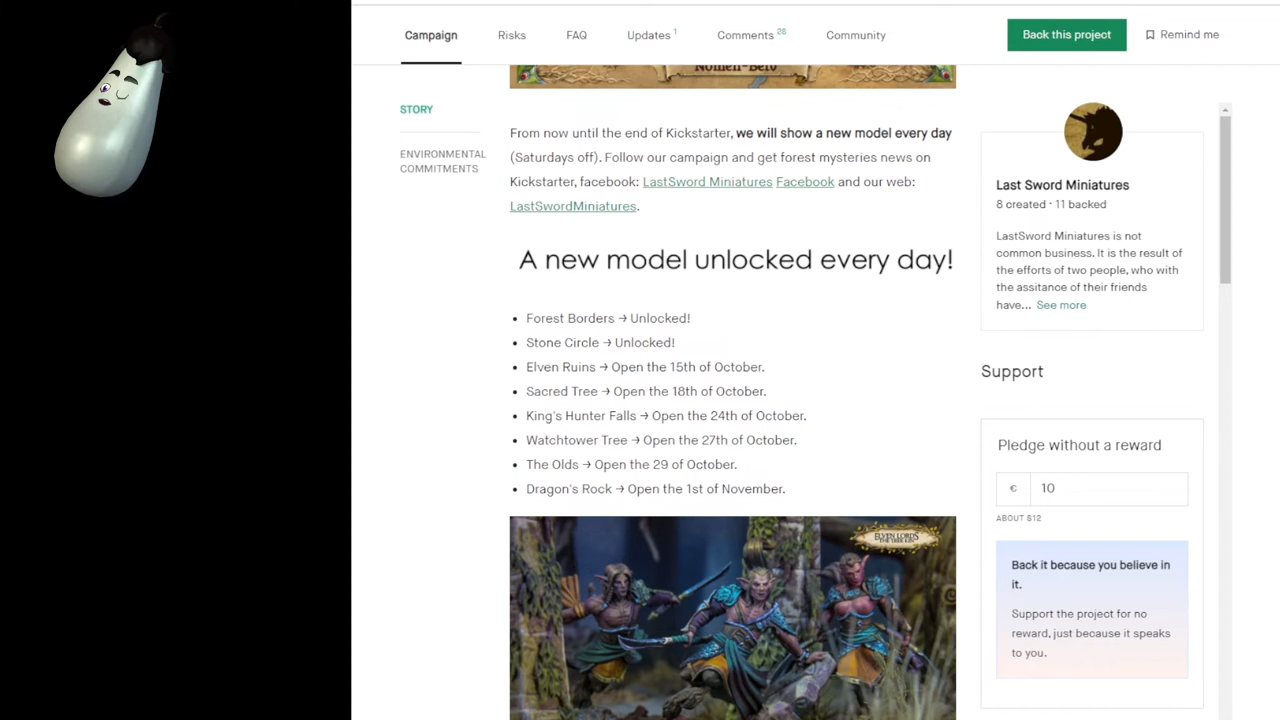 Campaign
Risks
FAQ
Updates 1
Comments 28
Community
Back this project
Remind me
Nomen-Beto
STORY
ENVIRONMENTAL
COMMITMENTS
From now until the end of Kickstarter, we will show a new model every day
(Saturdays off). Follow our campaign and get forest mysteries news on
Kickstarter, facebook: LastSword Miniatures Facebook and our web:
LastSwordMiniatures.
A new model unlocked every day!
• Forest Borders → Unlocked!
• Stone Circle → Unlocked!
• Elven Ruins → Open the 15th of October.
• Sacred Tree → Open the 18th of October.
• King's Hunter Falls → Open the 24th of October.
• Watchtower Tree → Open the 27th of October.
• The Olds → Open the 29 of October.
• Dragon's Rock → Open the 1st of November.
ELVEN LORDS
THE TREE KIN
Last Sword Miniatures
8 created · 11 backed
LastSword Miniatures is not
common business. It is the result of
the efforts of two people, who with
the assitance of their friends
have... See more
Support
Pledge without a reward
€ 10
ABOUT $12
Back it because you believe in
it.
Support the project for no
reward, just because it speaks
to you.